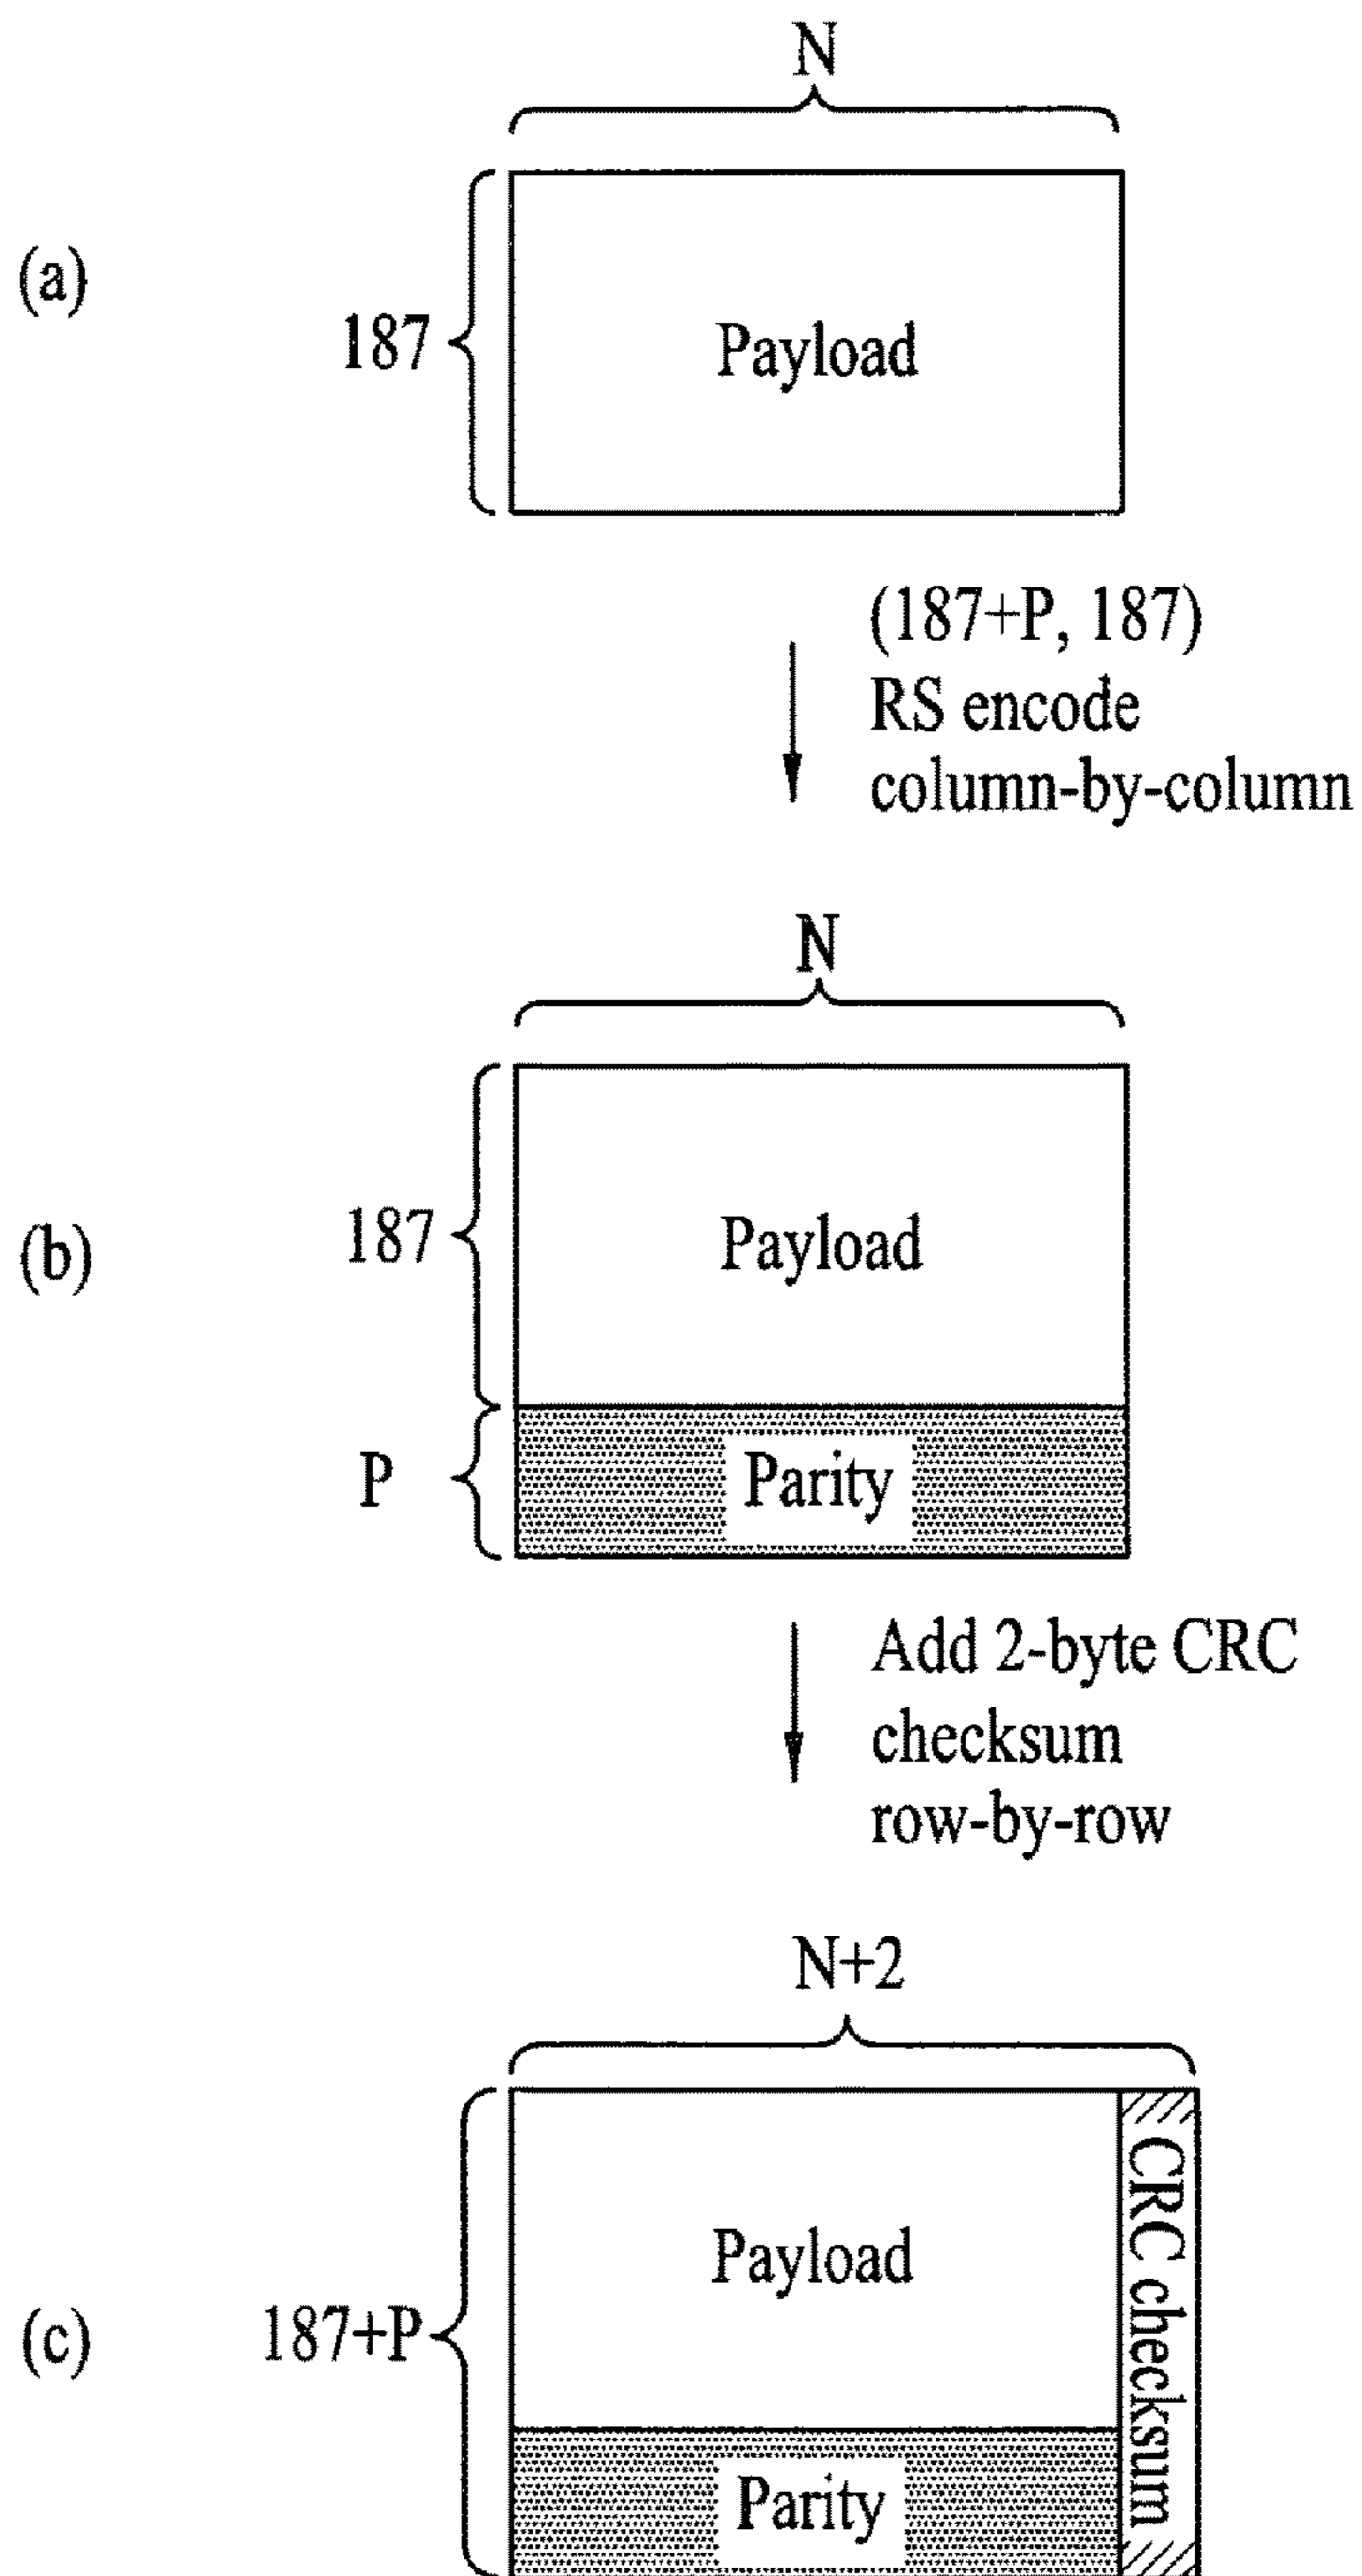 N
(a)
187
Payload
(187+P, 187)
RS encode
column-by-column
N
(b)
187
Payload
P
Parity
Add 2-byte CRC
checksum
row-by-row
N+2
(c)
187+P
Payload
CRC checksum
Parity